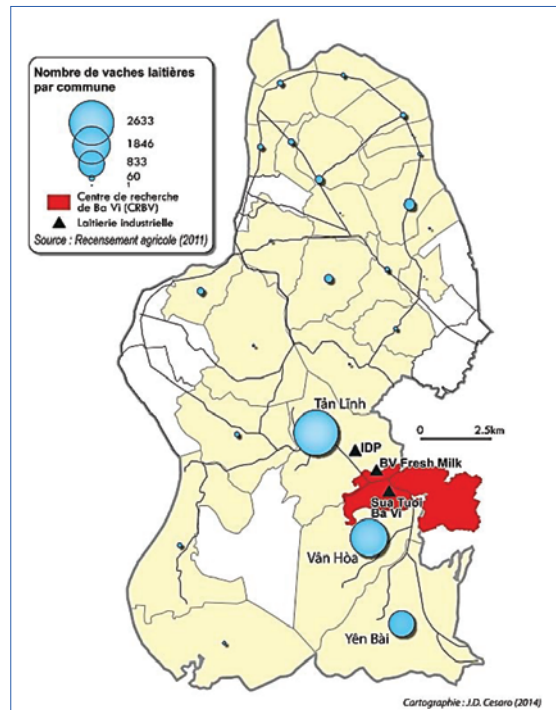 Nombre de vaches laitières
par commune
2633
1846
833
60
1
Centre de recherche
de Ba Vi (CRBV)
Laitierie industrielle
Source : Recensement agricole (2011)
Tân Lĩnh
0 2.5km
IDP
BV Fresh Milk
Sua Tuoi
Ba Vi
Vân Hòa
Yên Bài
Cartographie : J.D. Cesaro (2014)